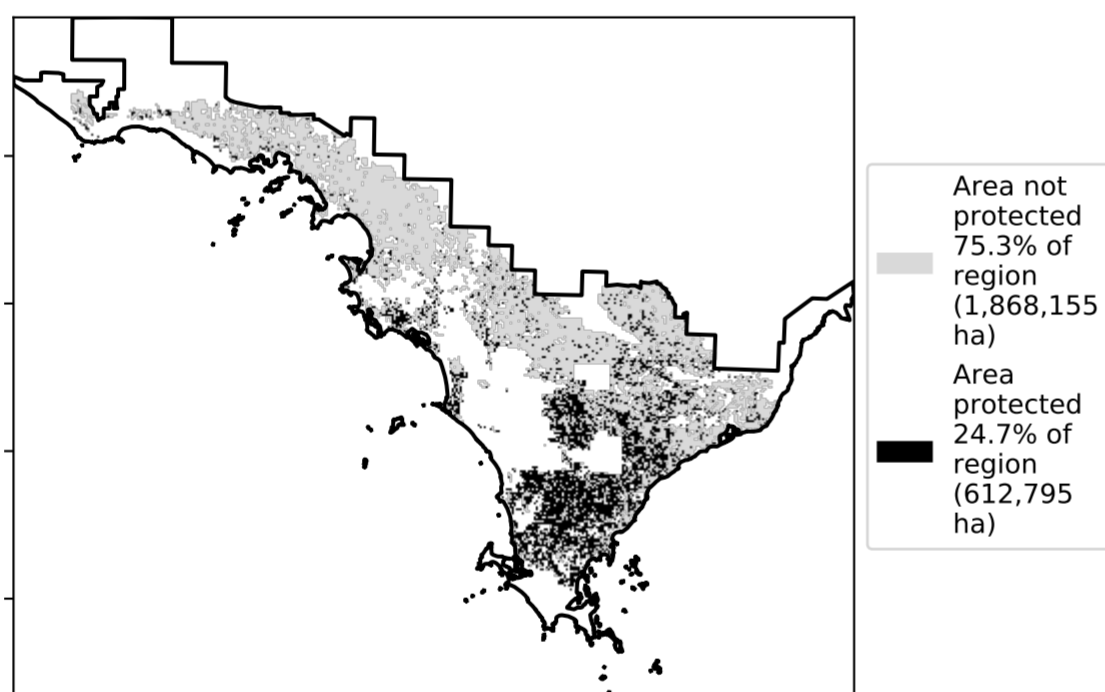 Area not
protected
75.3% of
region
(1,868,155
ha)
Area
protected
24.7% of
region
(612,795
ha)